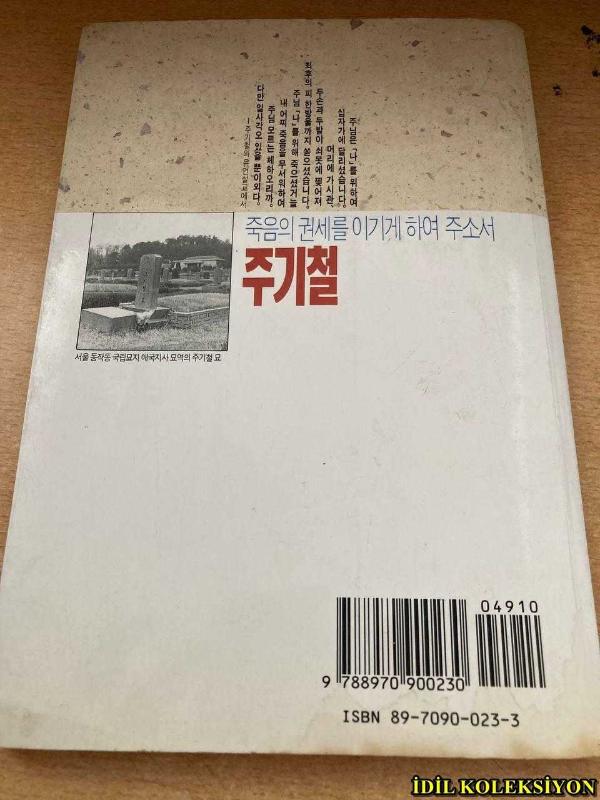 주님은 「나」를 위하여
십자가에 달리셨습니다.
머리에 가시관,
두손과 두발이 쇠못에 찢어져
최후의 피 한방울까지 쏟으셨습니다.
주님 「나」를 위해 죽으셨거늘
내 어찌 죽음을 무서워하여
주님 모르는 체하오리까.
다만 일사각오 있을 뿐이외다.
죽음의 권세를 이기게 하여 주소서
주기철
서울 동작동 국립묘지 애국지사 묘역의 주기철 묘
04910
9 788970 900230
ISBN 89-7090-023-3
İDİL KOLEKSİYON